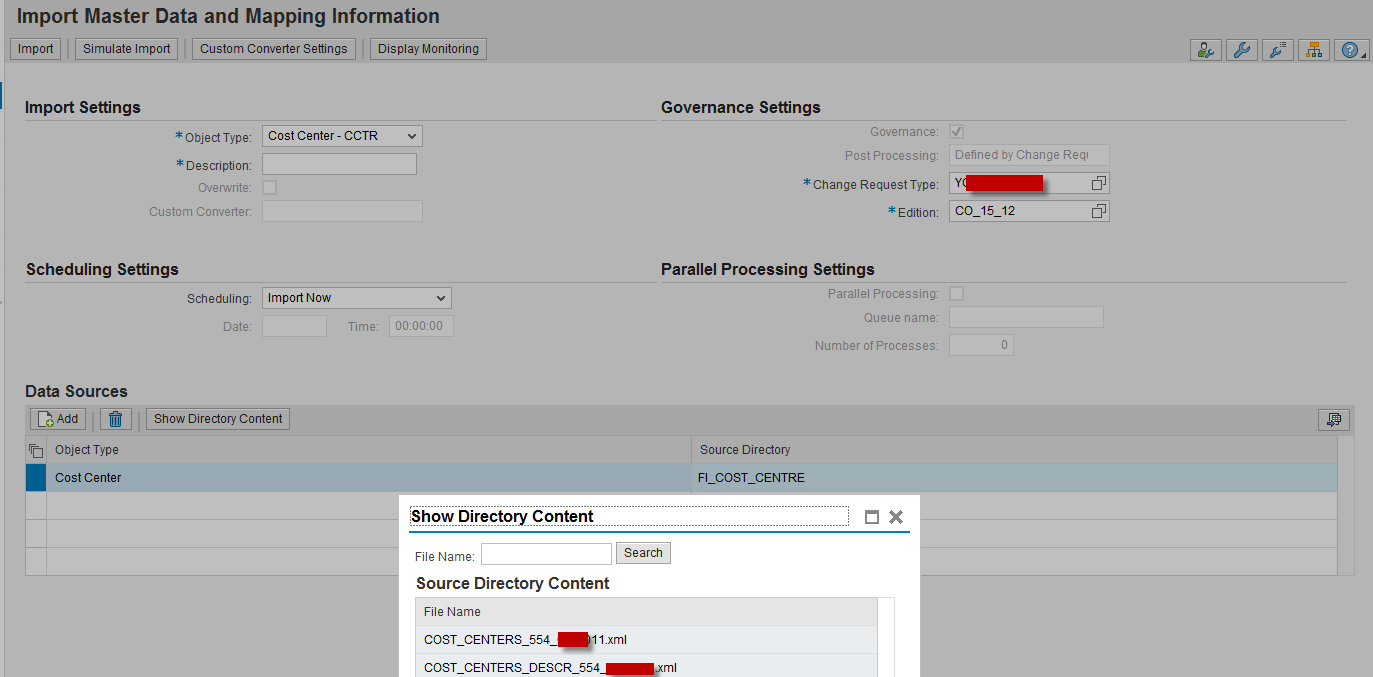 Import Master Data and Mapping Information
Import Simulate Import Custom Converter Settings Display Monitoring
Import Settings
*Object Type: Cost Center - CCTR
*Description:
Overwrite:
Custom Converter:
Governance Settings
Governance:
Post Processing: Defined by Change Requ
*Change Request Type:
*Edition: CO_15_12
Scheduling Settings
Scheduling: Import Now
Date: Time: 00:00:00
Parallel Processing Settings
Parallel Processing:
Queue name:
Number of Processes: 0
Data Sources
Add Show Directory Content
Object Type Source Directory
Cost Center FI_COST_CENTRE
Show Directory Content
File Name: Search
Source Directory Content
File Name
COST_CENTERS_554_ 11.xml
COST_CENTERS_DESCR_554_ .xml